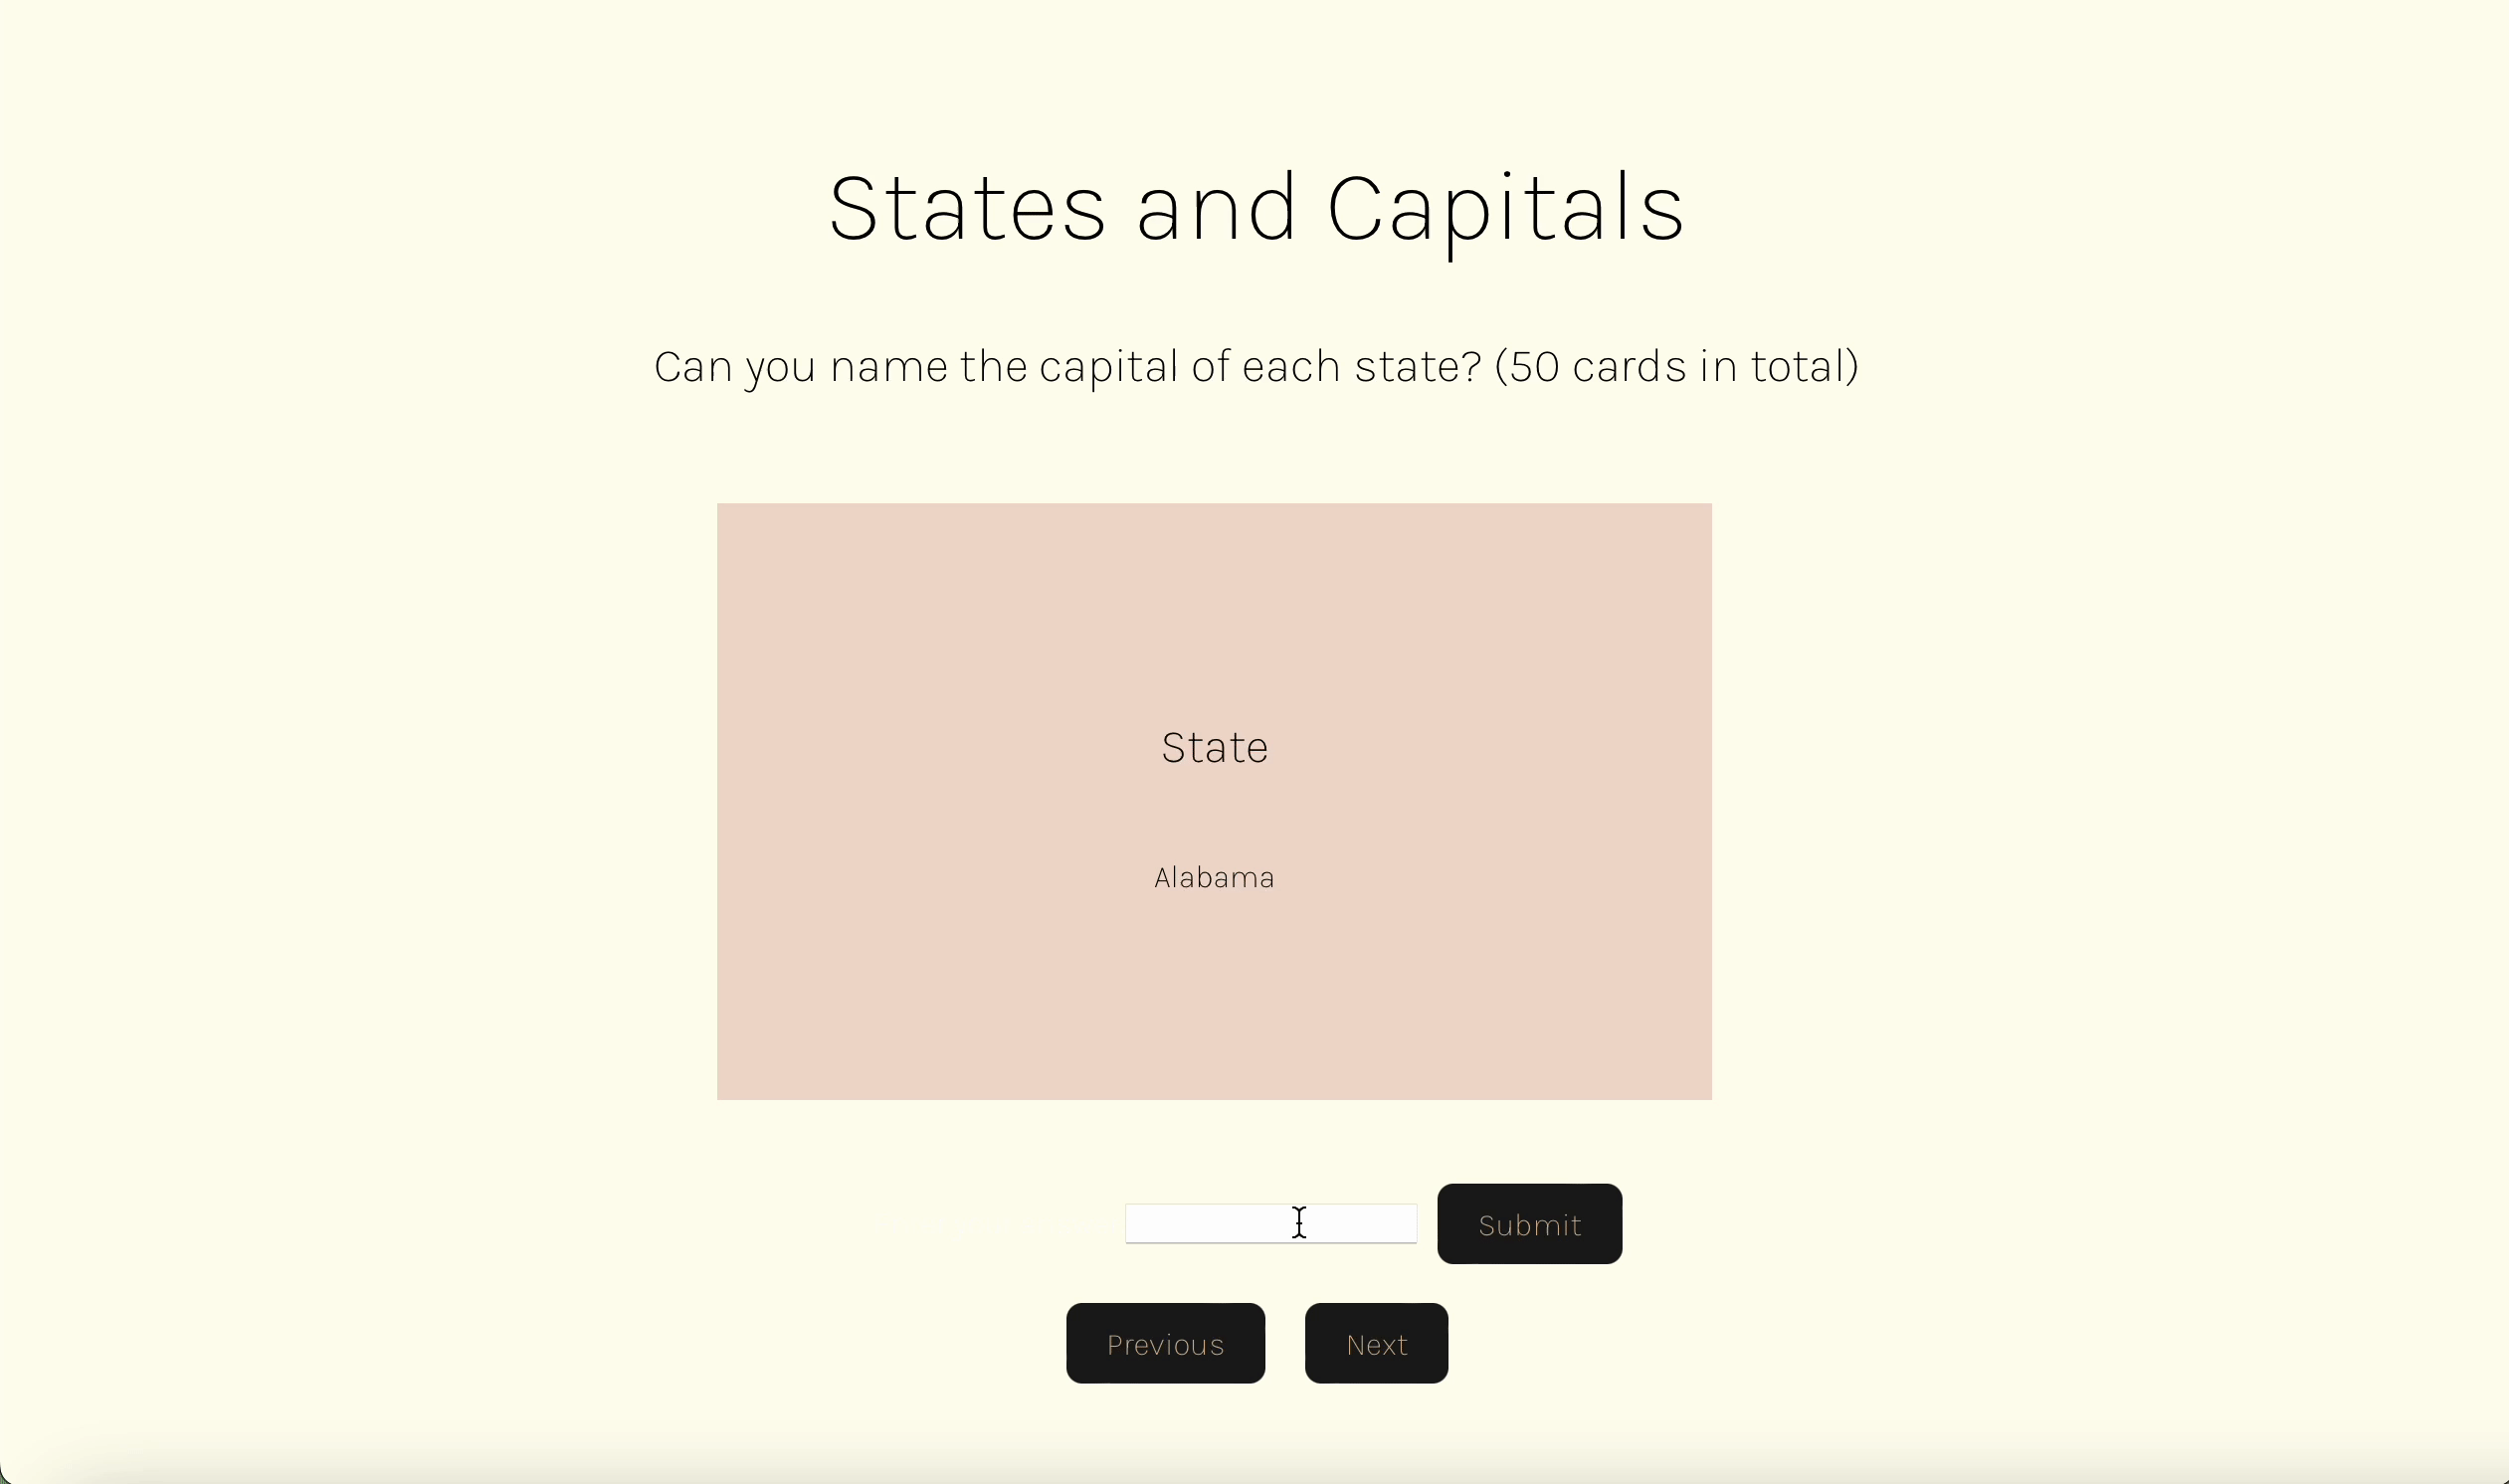 States and Capitals
Can you name the capital of each state? (50 cards in total)
State
Alabama
Submit
Previous
Next